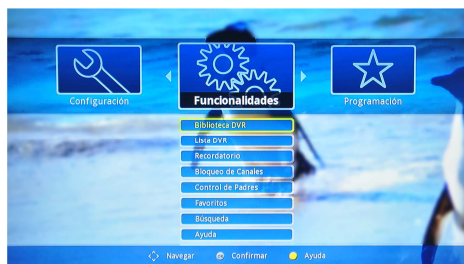 Configuración
Funcionalidades
Programación
Biblioteca DVR
Lista DVR
Recordatorio
Bloqueo de Canales
Control de Padres
Favoritos
Búsqueda
Ayuda
Navegar Confirmar Ayuda